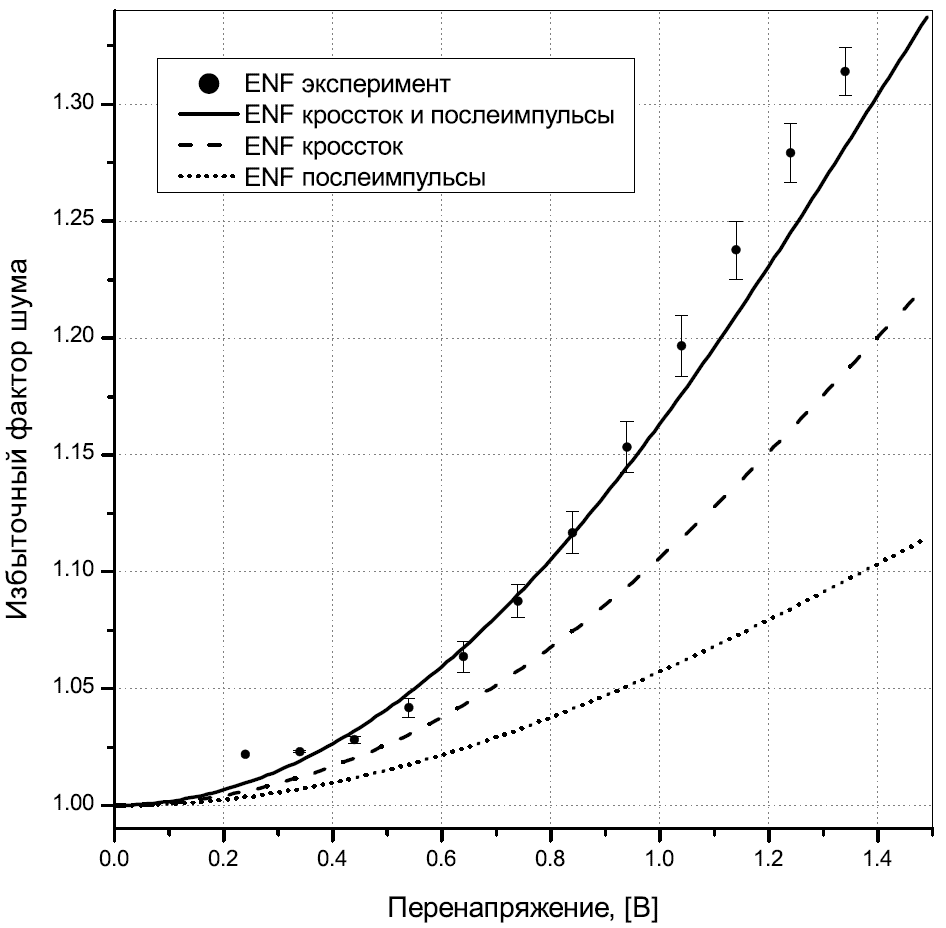 ENF эксперимент
ENF кроссток и послеимпульсы
ENF кроссток
ENF послеимпульсы
Избыточный фактор шума
1.30
1.25
1.20
1.15
1.10
1.05
1.00
0.0 0.2 0.4 0.6 0.8 1.0 1.2 1.4
Перенапряжение, [В]